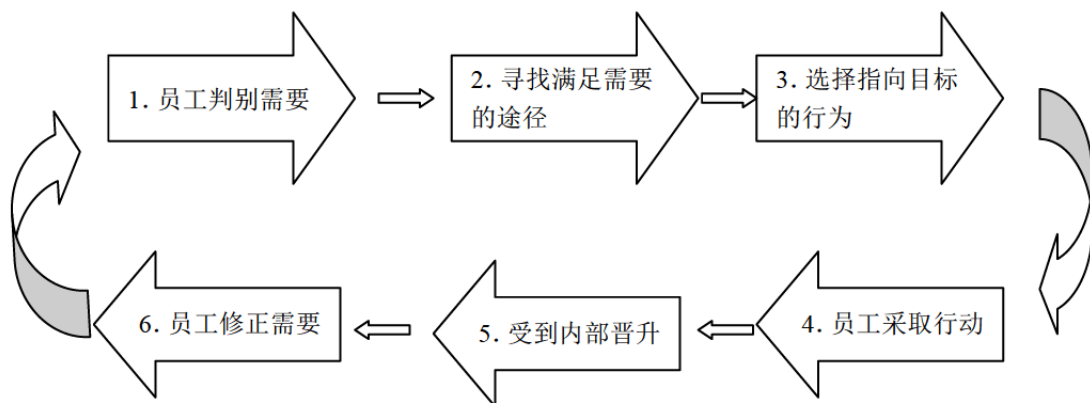 1. 员工判别需要
2. 寻找满足需要
的途径
3. 选择指向目标
的行为
4. 员工采取行动
5. 受到内部晋升
6. 员工修正需要